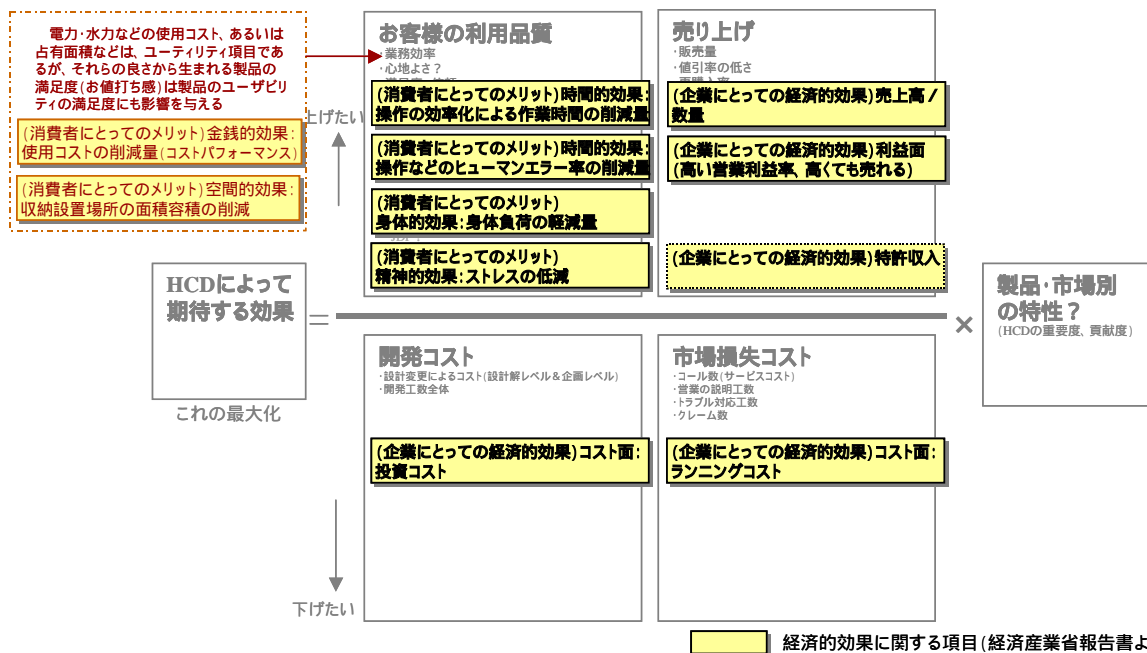 電力・水力などの使用コスト、あるいは
占有面積などは、ユーティリティ項目であ
るが、それらの良さから生まれる製品の
満足度(お値打ち感)は製品のユーザビリ
ティの満足度にも影響を与える
(消費者にとってのメリット)金銭的効果:
使用コストの削減量(コストパフォーマンス)
(消費者にとってのメリット)空間的効果:
収納設置場所の面積容積の削減
上げたい
お客様の利用品質
・業務効率
・心地よさ?
(消費者にとってのメリット)時間的効果:
操作の効率化による作業時間の削減量
(消費者にとってのメリット)時間的効果:
操作などのヒューマンエラー率の削減量
(消費者にとってのメリット)
身体的効果:身体負荷の軽減量
(消費者にとってのメリット)
精神的効果:ストレスの低減
売り上げ
・販売量
・値引率の低さ
・再購入率
(企業にとっての経済的効果)売上高/
数量
(企業にとっての経済的効果)利益面
(高い営業利益率、高くても売れる)
(企業にとっての経済的効果)特許収入
HCDによって
期待する効果
これの最大化
=
×
製品・市場別
の特性?
(HCDの重要度、貢献度)
開発コスト
・設計変更によるコスト(設計解レベル&企画レベル)
・開発工数全体
(企業にとっての経済的効果)コスト面:
投資コスト
市場損失コスト
・コール数(サービスコスト)
・営業の説明工数
・トラブル対応工数
・クレーム数
(企業にとっての経済的効果)コスト面:
ランニングコスト
下げたい
経済的効果に関する項目(経済産業省報告書よ